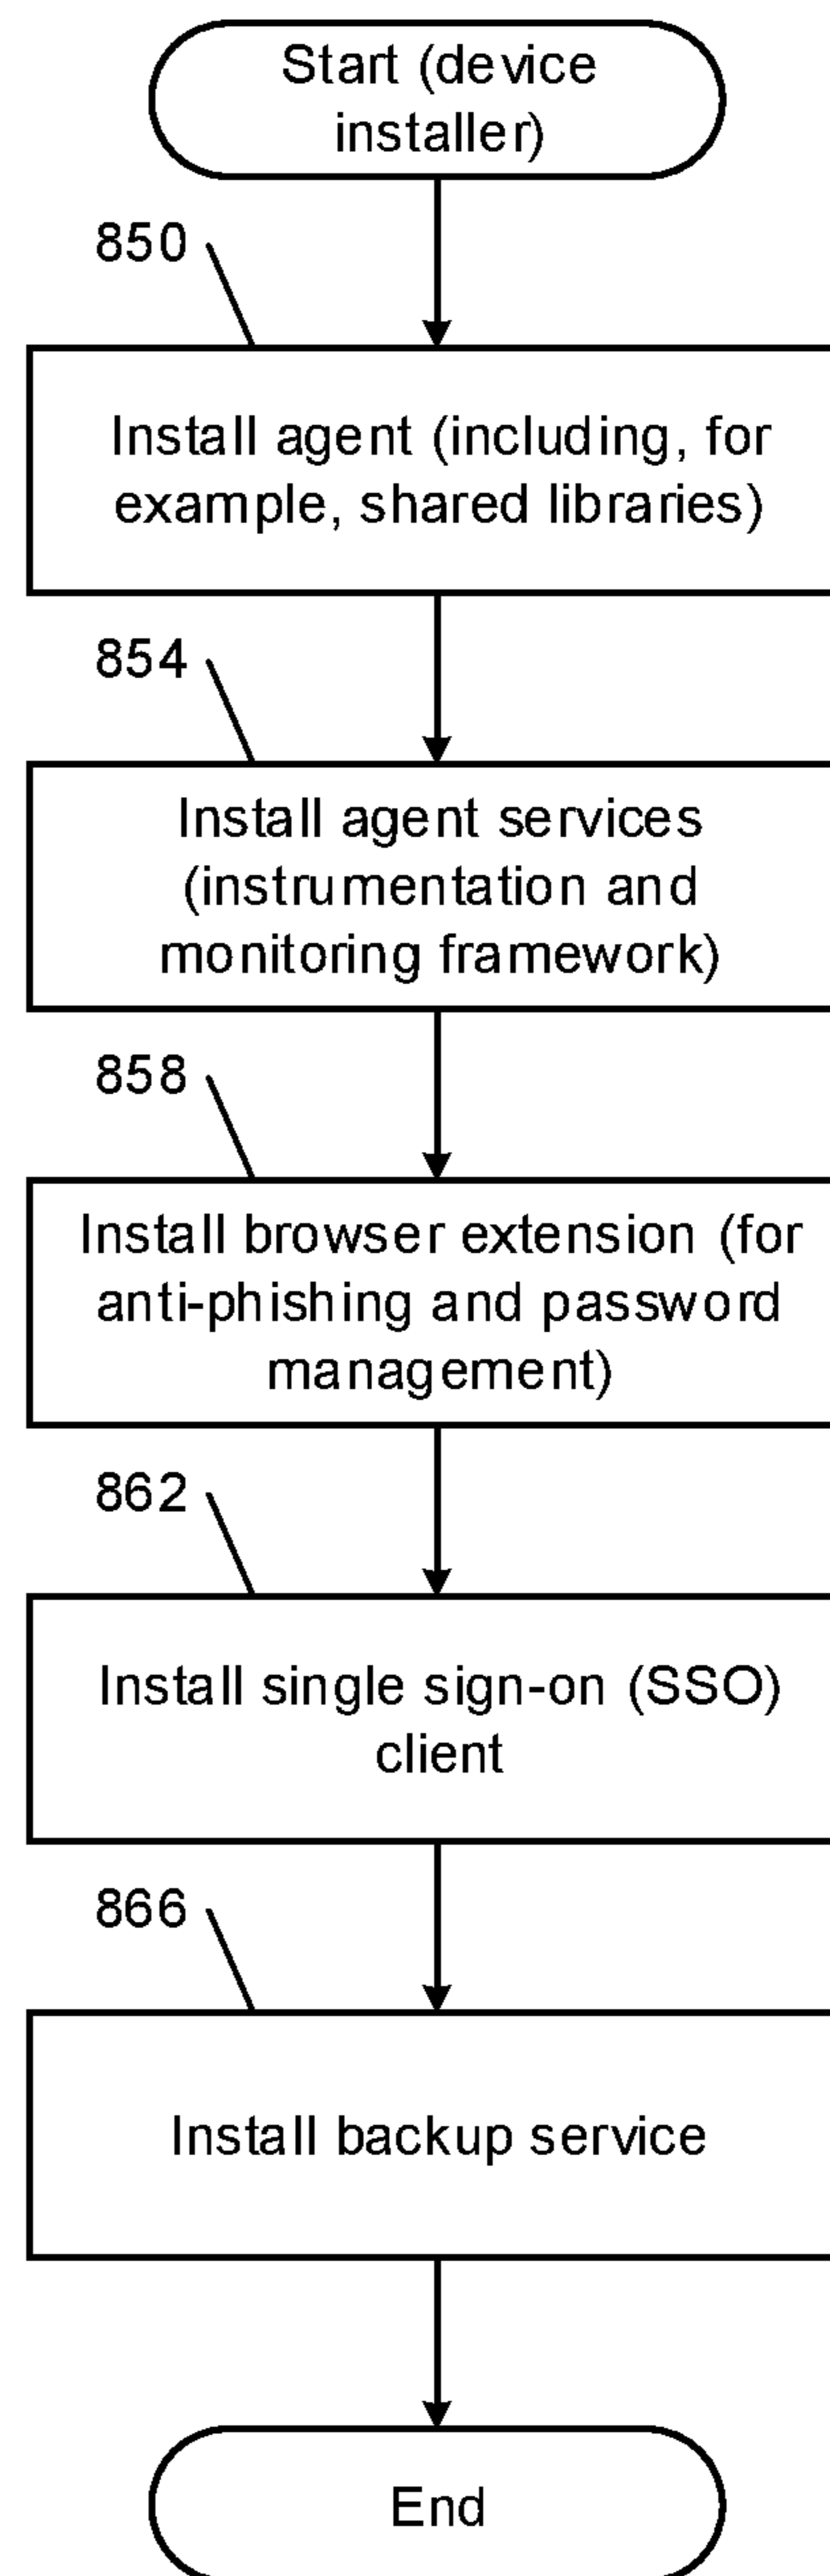 Start (device
installer)
850
Install agent (including, for
example, shared libraries)
854
Install agent services
(instrumentation and
monitoring framework)
858
Install browser extension (for
anti-phishing and password
management)
862
Install single sign-on (SSO)
client
866
Install backup service
End